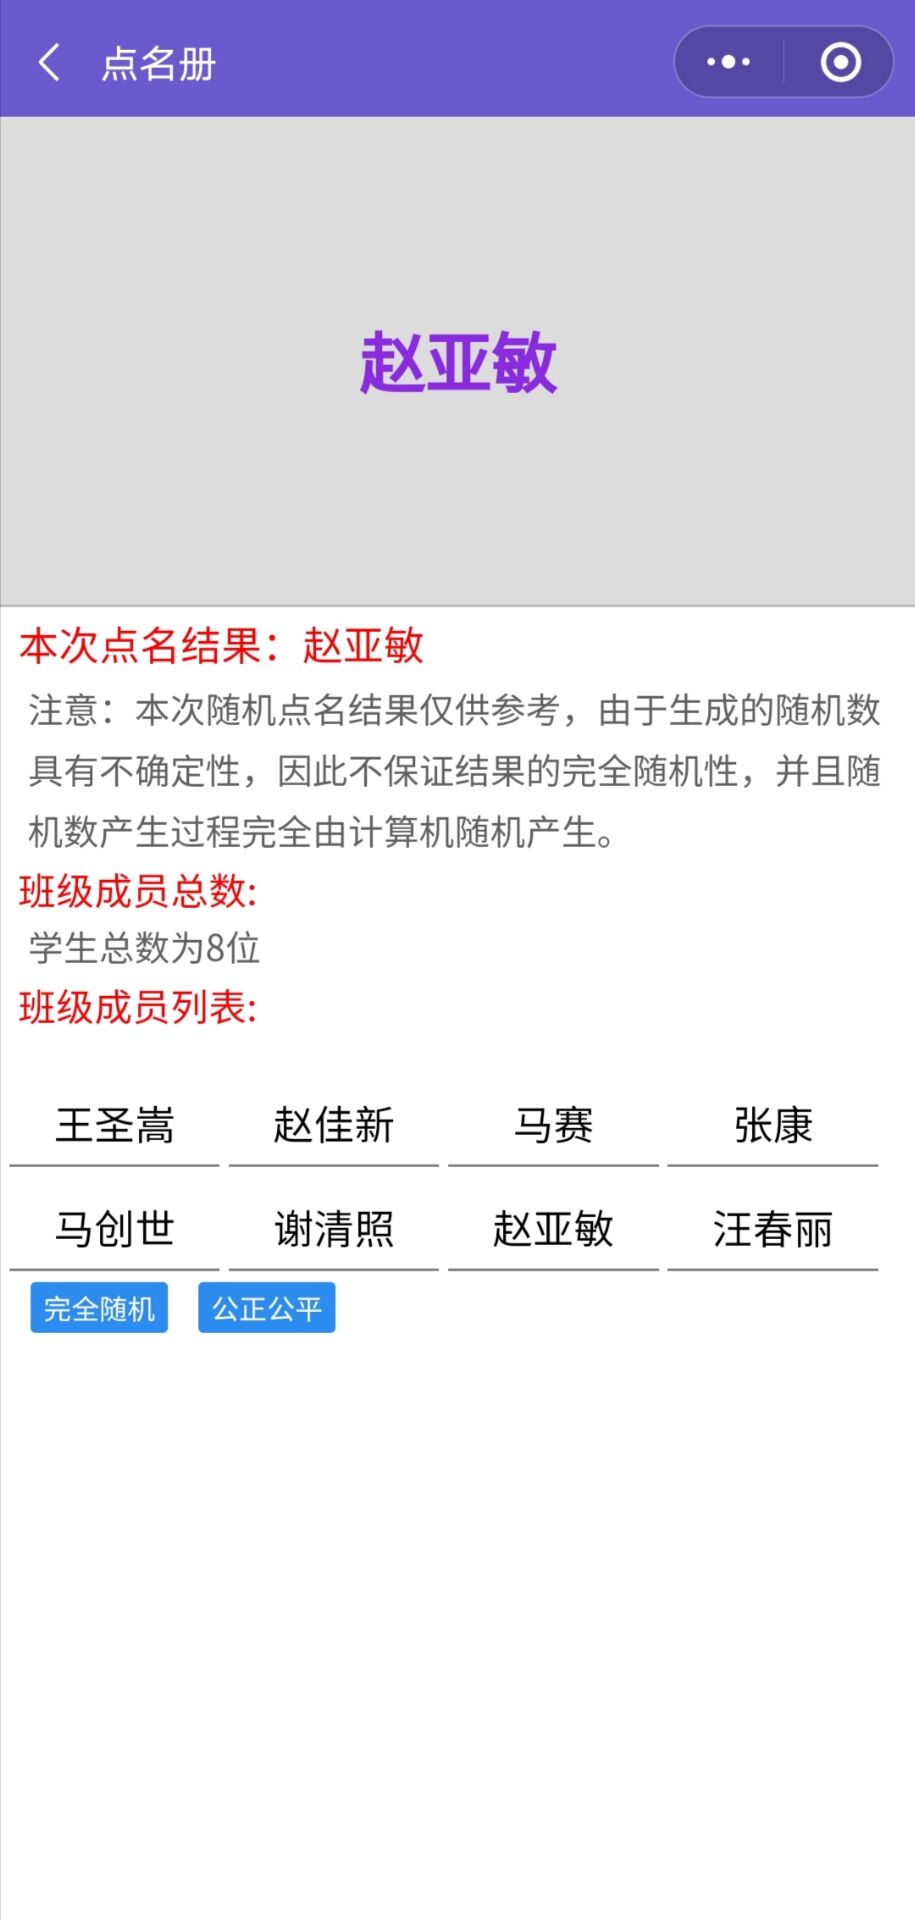 点名册
赵亚敏
本次点名结果：赵亚敏
注意：本次随机点名结果仅供参考，由于生成的随机数
具有不确定性，因此不保证结果的完全随机性，并且随
机数产生过程完全由计算机随机产生。
班级成员总数:
学生总数为8位
班级成员列表:
王圣嵩 赵佳新 马赛 张康
马创世 谢清照 赵亚敏 汪春丽
完全随机 公正公平